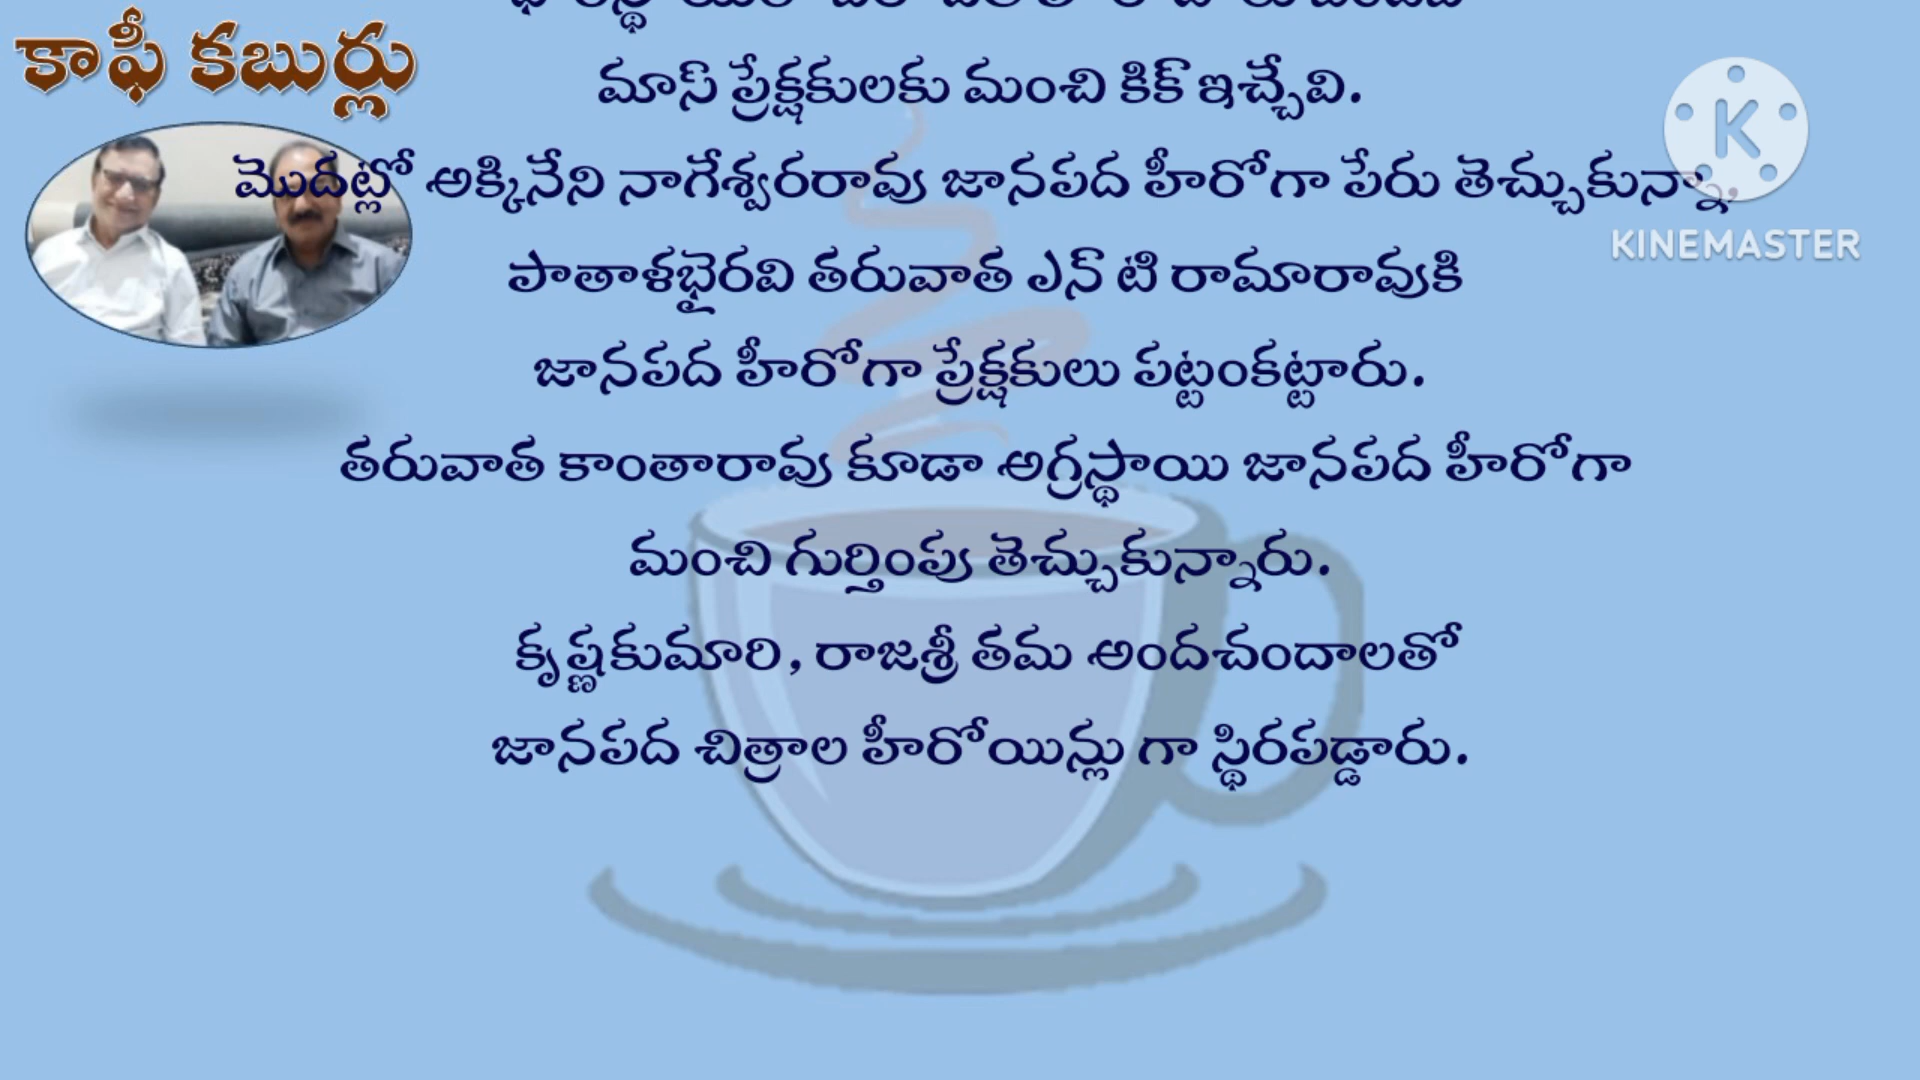 కాఫీ కబుర్లు
మాస్ ప్రేక్షకులకు మంచి కిక్ ఇచ్చేవి.
మొదట్లో అక్కినేని నాగేశ్వరరావు జానపద హీరోగా పేరు తెచ్చుకున్నా,
పాతాళభైరవి తరువాత ఎన్ టి రామారావుకి
జానపద హీరోగా ప్రేక్షకులు పట్టంకట్టారు.
తరువాత కాంతారావు కూడా అగ్రస్థాయి జానపద హీరోగా
మంచి గుర్తింపు తెచ్చుకున్నారు.
కృష్ణకుమారి, రాజశ్రీ తమ అందచందాలతో
జానపద చిత్రాల హీరోయిన్లు గా స్థిరపడ్డారు.
K
KINEMASTER